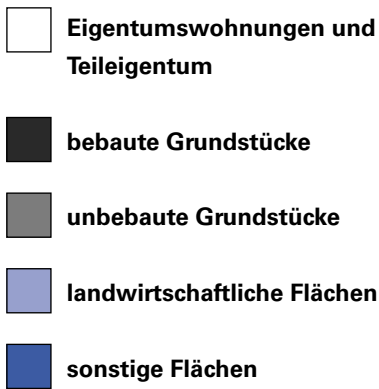 Eigentumswohnungen und
Teileigentum
bebaute Grundstücke
unbebaute Grundstücke
landwirtschaftliche Flächen
sonstige Flächen